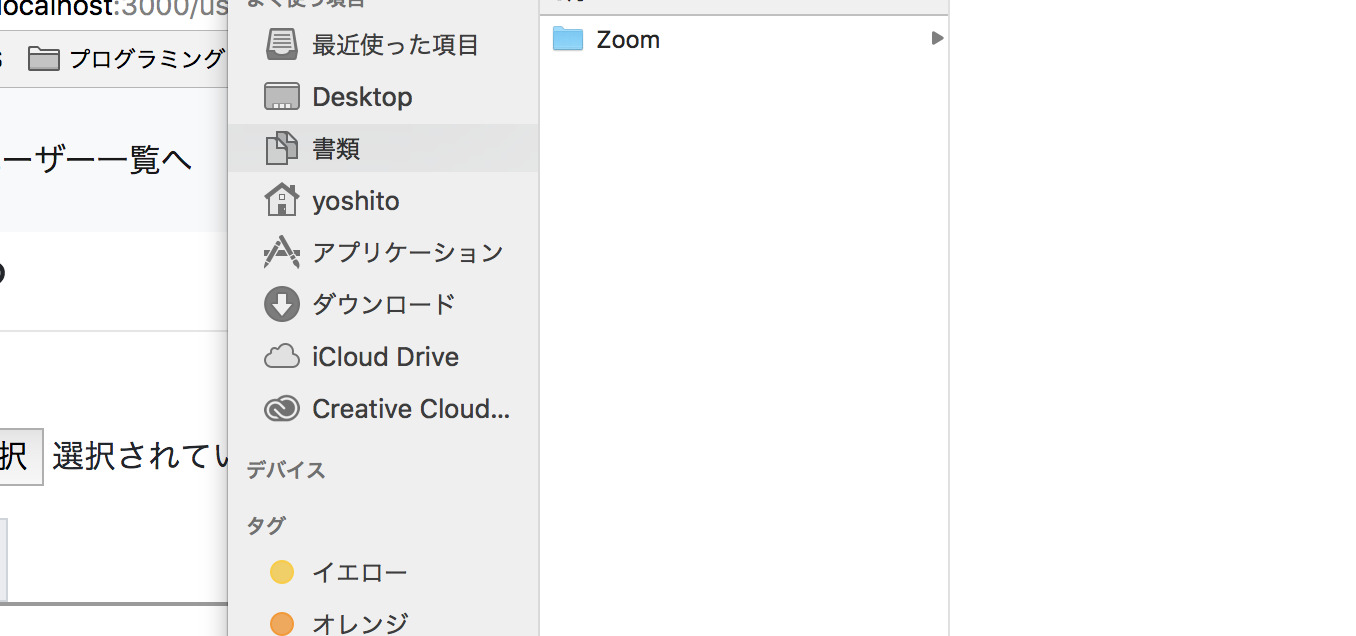 localhost:3000/us
よく使う項目
プログラミング
ーザー一覧へ
選択されてい
最近使った項目
Desktop
書類
yoshito
アプリケーション
ダウンロード
iCloud Drive
Creative Cloud...
デバイス
タグ
イエロー
オレンジ
Zoom